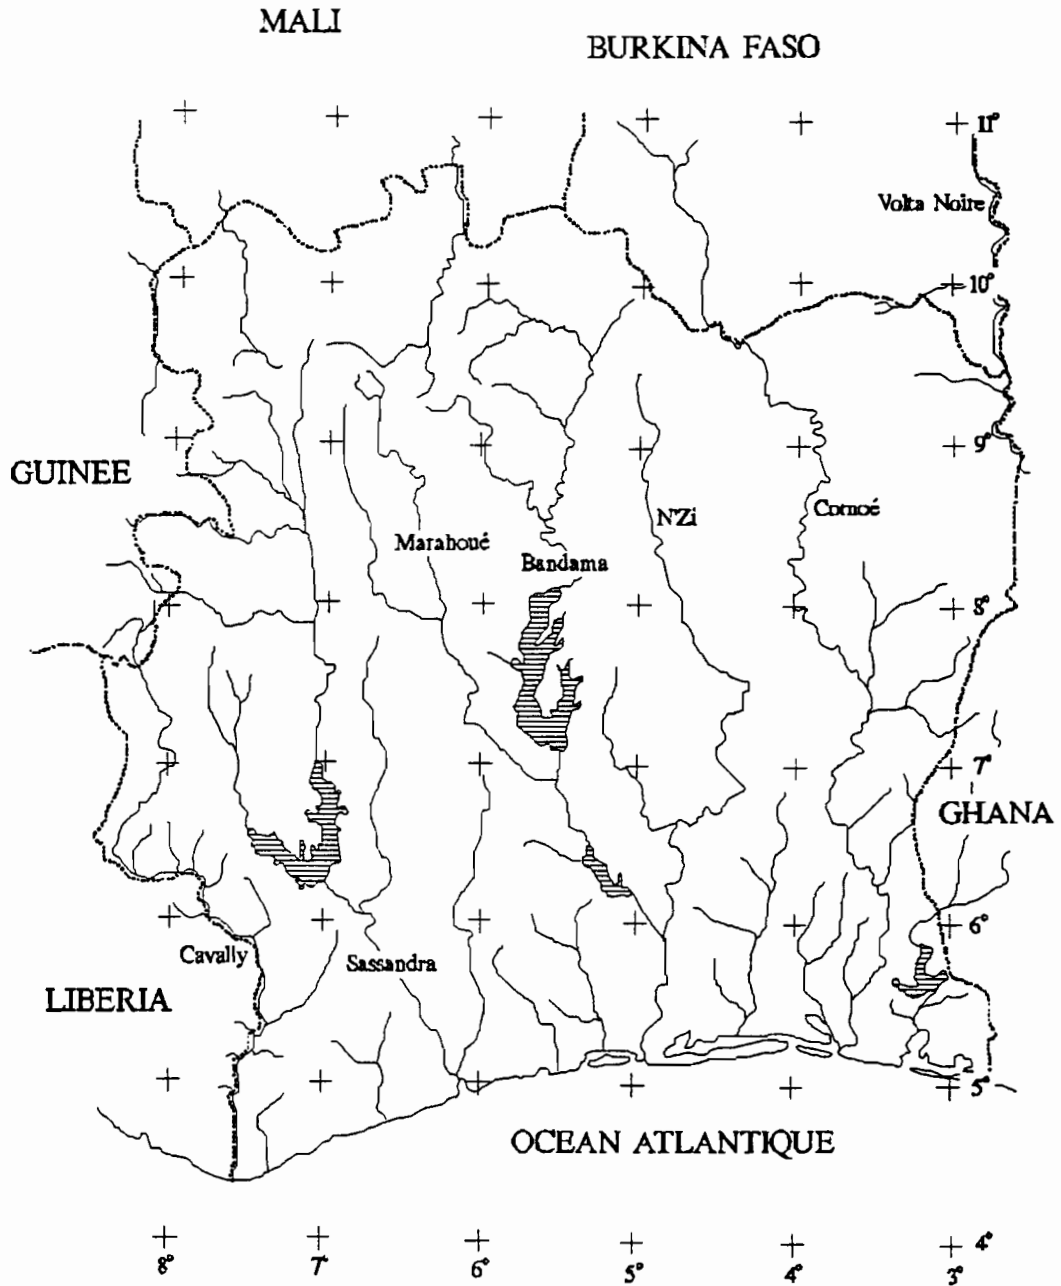 MALI
BURKINA FASO
11°
Volta Noire
10°
9°
GUINEE
N'Zi
Comoé
Marahoué
Bandama
8°
7°
GHANA
6°
Cavally
Sassandra
LIBERIA
5°
OCEAN ATLANTIQUE
4°
8°
7°
6°
5°
4°
3°